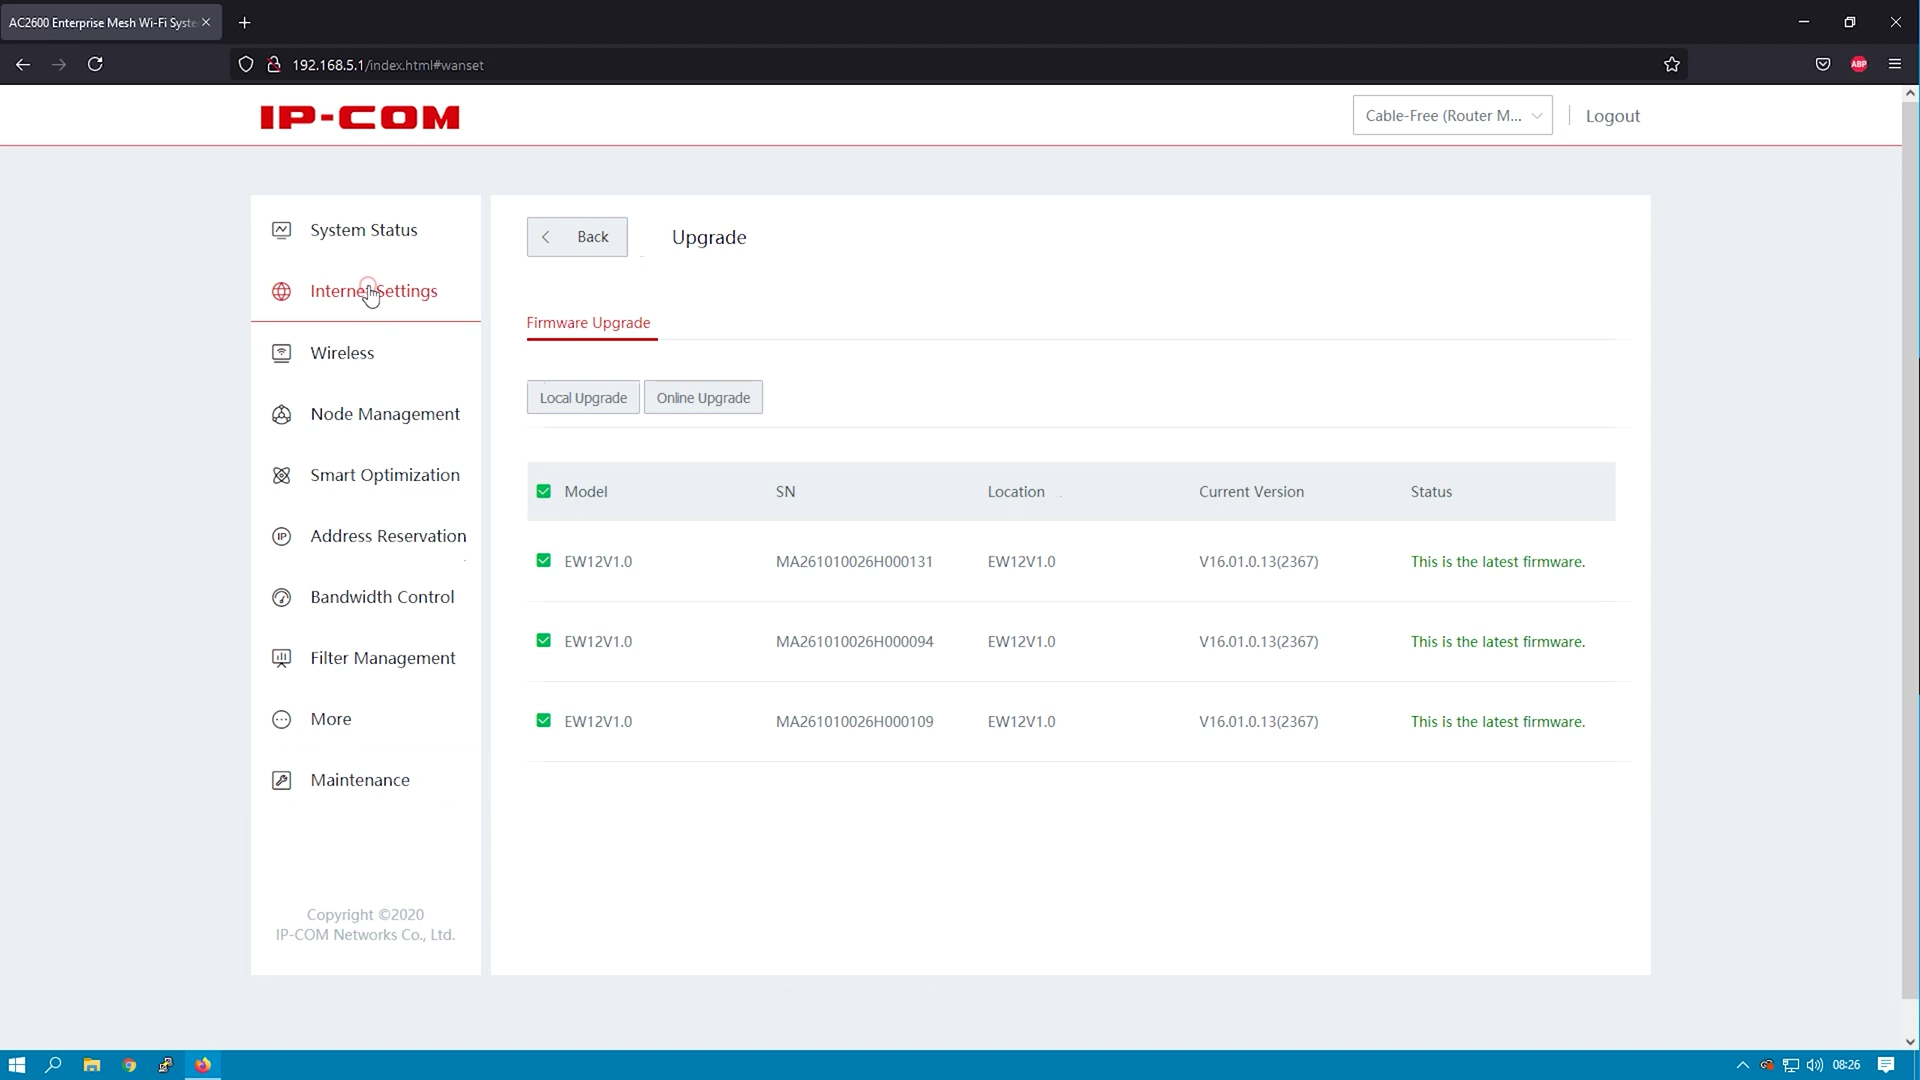 AC2600 Enterprise Mesh Wi-Fi Syste
192.168.5.1/index.html#wanset
ABP
IP-COM
Cable-Free (Router M...
Logout
System Status
Internet Settings
Wireless
Node Management
Smart Optimization
IP Address Reservation
Bandwidth Control
Filter Management
More
Maintenance
Copyright ©2020
IP-COM Networks Co., Ltd.
Back
Upgrade
Firmware Upgrade
Local Upgrade Online Upgrade
Model SN Location Current Version Status
EW12V1.0 MA261010026H000131 EW12V1.0 V16.01.0.13(2367) This is the latest firmware.
EW12V1.0 MA261010026H000094 EW12V1.0 V16.01.0.13(2367) This is the latest firmware.
EW12V1.0 MA261010026H000109 EW12V1.0 V16.01.0.13(2367) This is the latest firmware.
08:26